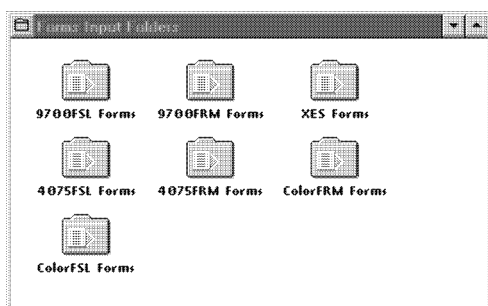 Forms Input Folders
9700FSL Forms 9700FRM Forms XES Forms
4075FSL Forms 4075FRM Forms ColorFRM Forms
ColorFSL Forms